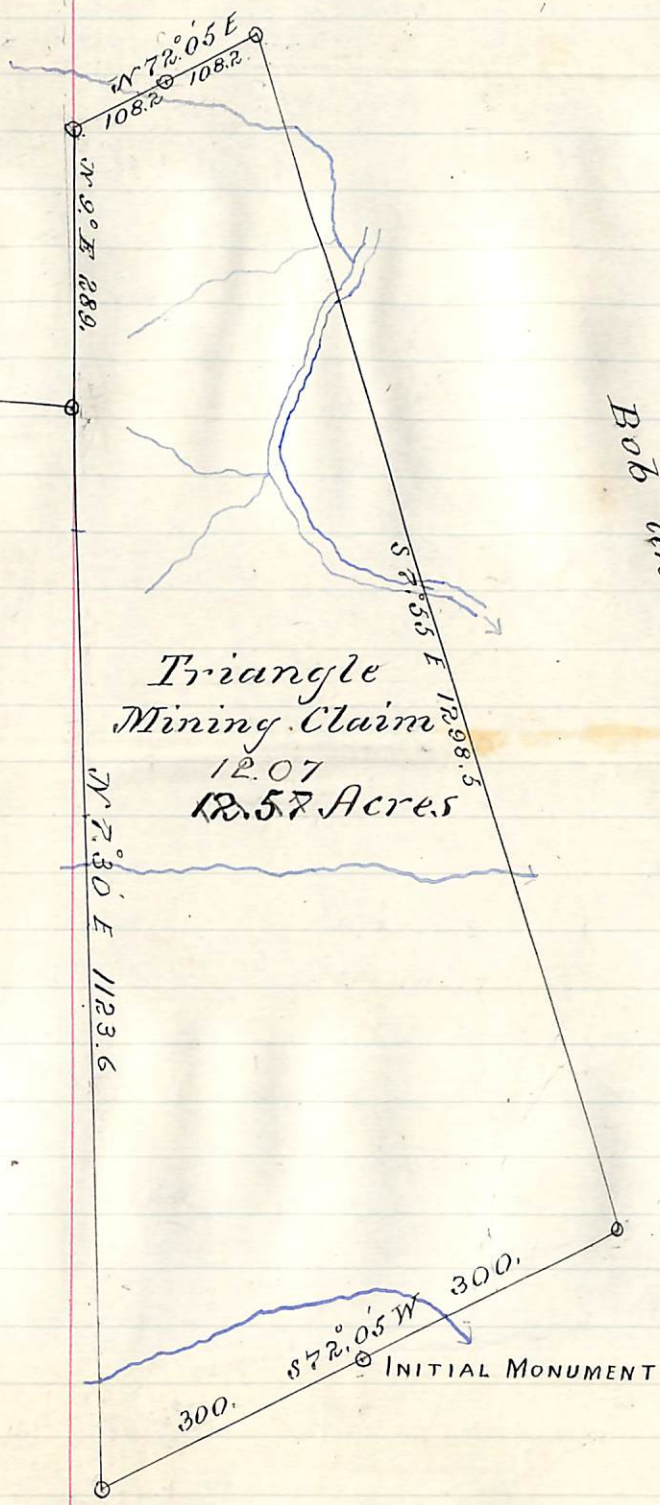 N 72°.05' E
108.2 108.2
N 9.° E 289.
Bob
S 7.°55 E 1298.5
Triangle
Mining Claim
12.07
12.57 Acres
N 7.°30' E 1123.6
300. S 72.°05' W 300.
INITIAL MONUMENT